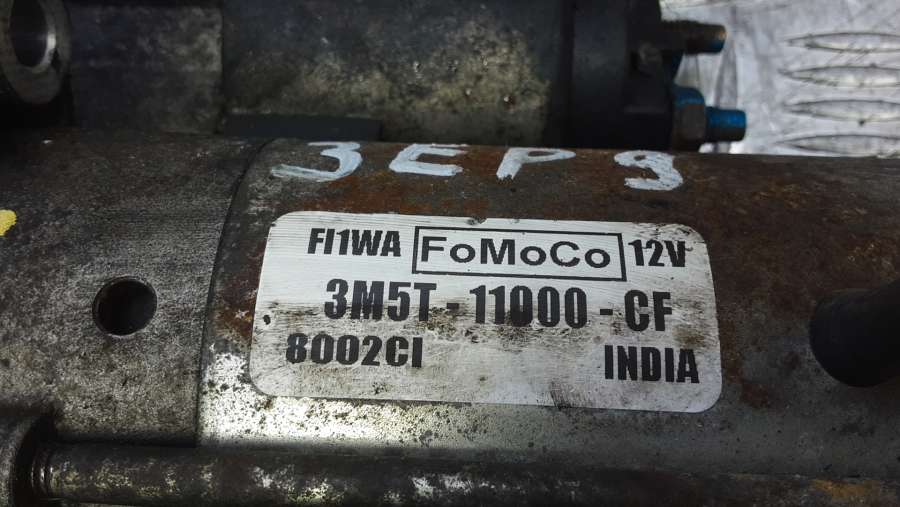 3EP9
FI1WA FoMoCo 12V
3M5T - 11000 - CF
8002CI INDIA